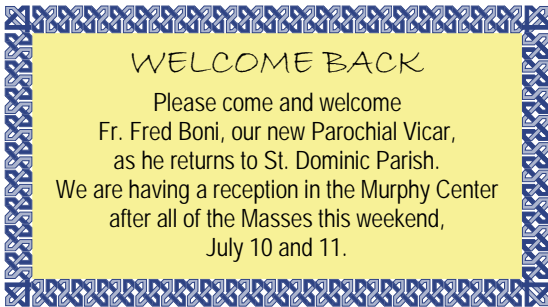 WELCOME BACK
Please come and welcome
Fr. Fred Boni, our new Parochial Vicar,
as he returns to St. Dominic Parish.
We are having a reception in the Murphy Center
after all of the Masses this weekend,
July 10 and 11.